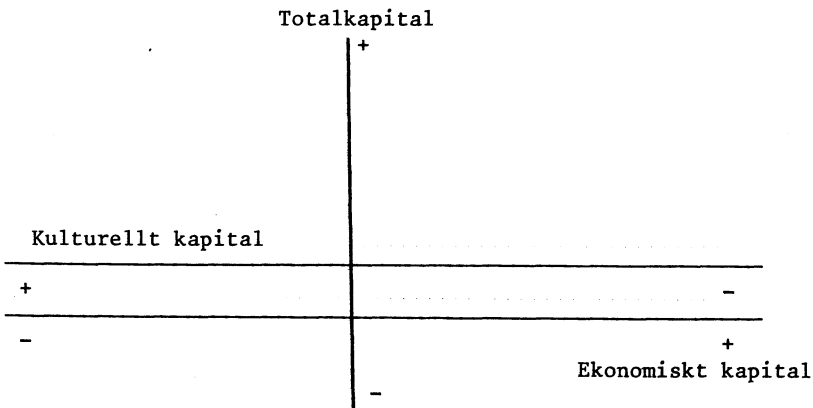 Totalkapital
+
Kulturellt kapital
+ −
− +
Ekonomiskt kapital
−